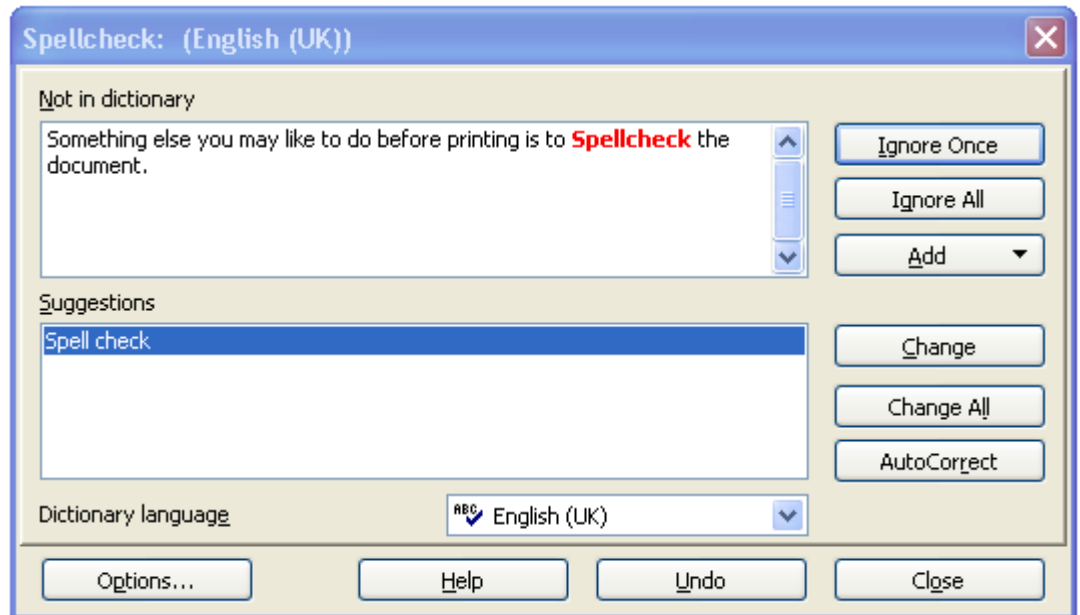 Spellcheck: (English (UK))
Not in dictionary
Something else you may like to do before printing is to Spellcheck the
document.
Ignore Once
Ignore All
Add
Suggestions
Spell check
Change
Change All
AutoCorrect
Dictionary language
ABC English (UK)
Options...
Help
Undo
Close